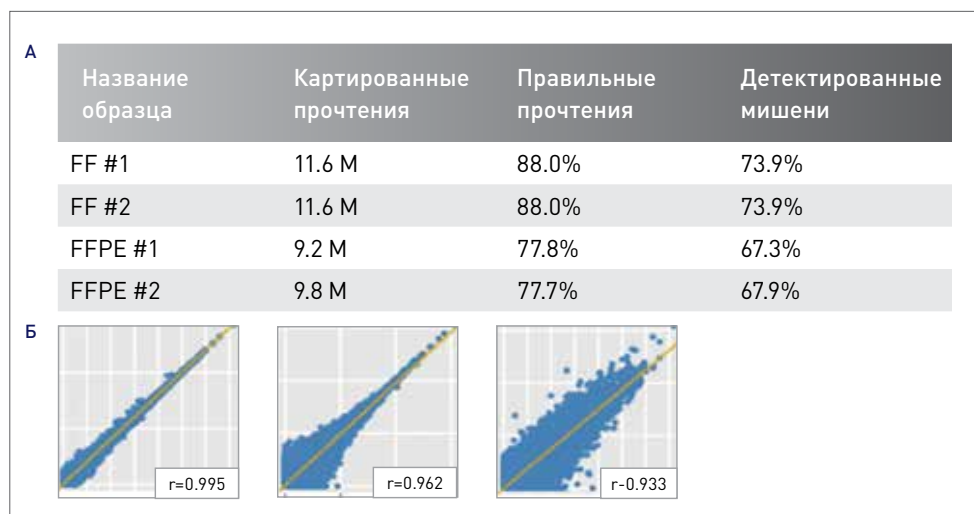 А
Название Картированные Правильные Детектированные
образца прочтения прочтения мишени
FF #1 11.6 M 88.0% 73.9%
FF #2 11.6 M 88.0% 73.9%
FFPE #1 9.2 M 77.8% 67.3%
FFPE #2 9.8 M 77.7% 67.9%
Б
r=0.995 r=0.962 r-0.933